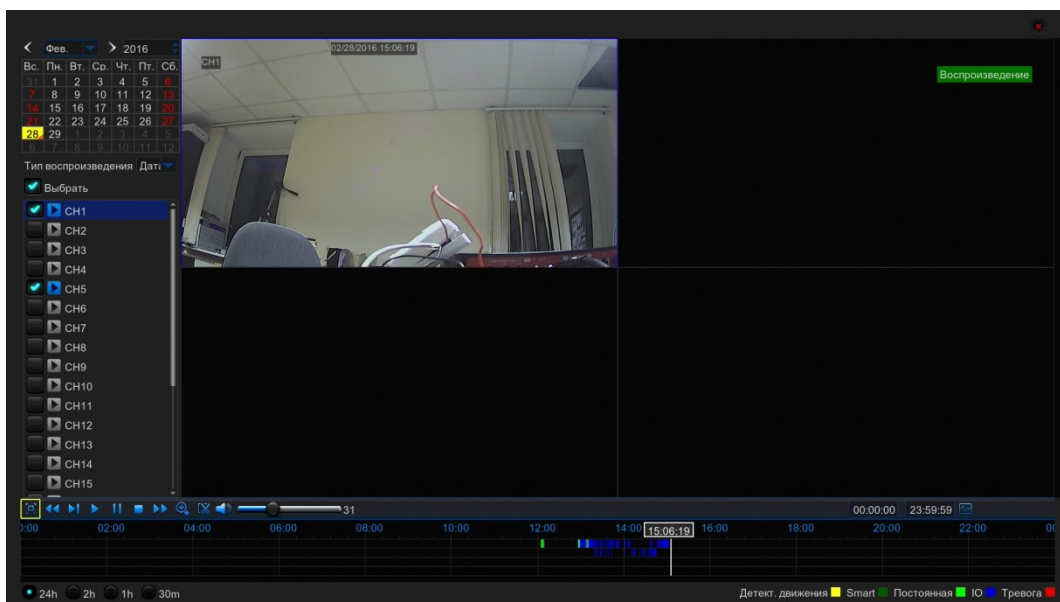 Фев. 2016
Вс. Пн. Вт. Ср. Чт. Пт. Сб.
31 1 2 3 4 5 6
7 8 9 10 11 12 13
14 15 16 17 18 19 20
21 22 23 24 25 26 27
28 29 1 2 3 4 5
6 7 8 9 10 11 12
Тип воспроизведения Дата
Выбрать
CH1
CH2
CH3
CH4
CH5
CH6
CH7
CH8
CH9
CH10
CH11
CH12
CH13
CH14
CH15
02/28/2016 15:06:19
CH1
Воспроизведение
31
00:00:00 23:59:59
0:00 02:00 04:00 06:00 08:00 10:00 12:00 14:00 15:06:19 16:00 18:00 20:00 22:00 00
24h 2h 1h 30m
Детект. движения Smart Постоянная IO Тревога